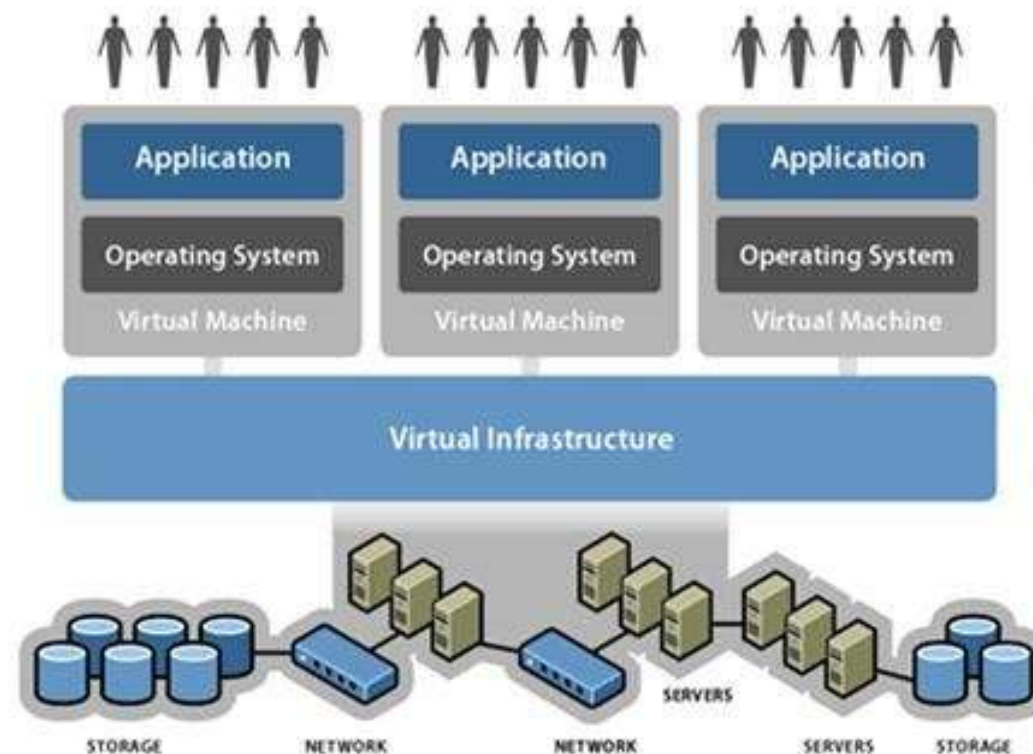 Application
Application
Application
Operating System
Operating System
Operating System
Virtual Machine
Virtual Machine
Virtual Machine
Virtual Infrastructure
SERVERS
STORAGE
NETWORK
NETWORK
SERVERS
STORAGE